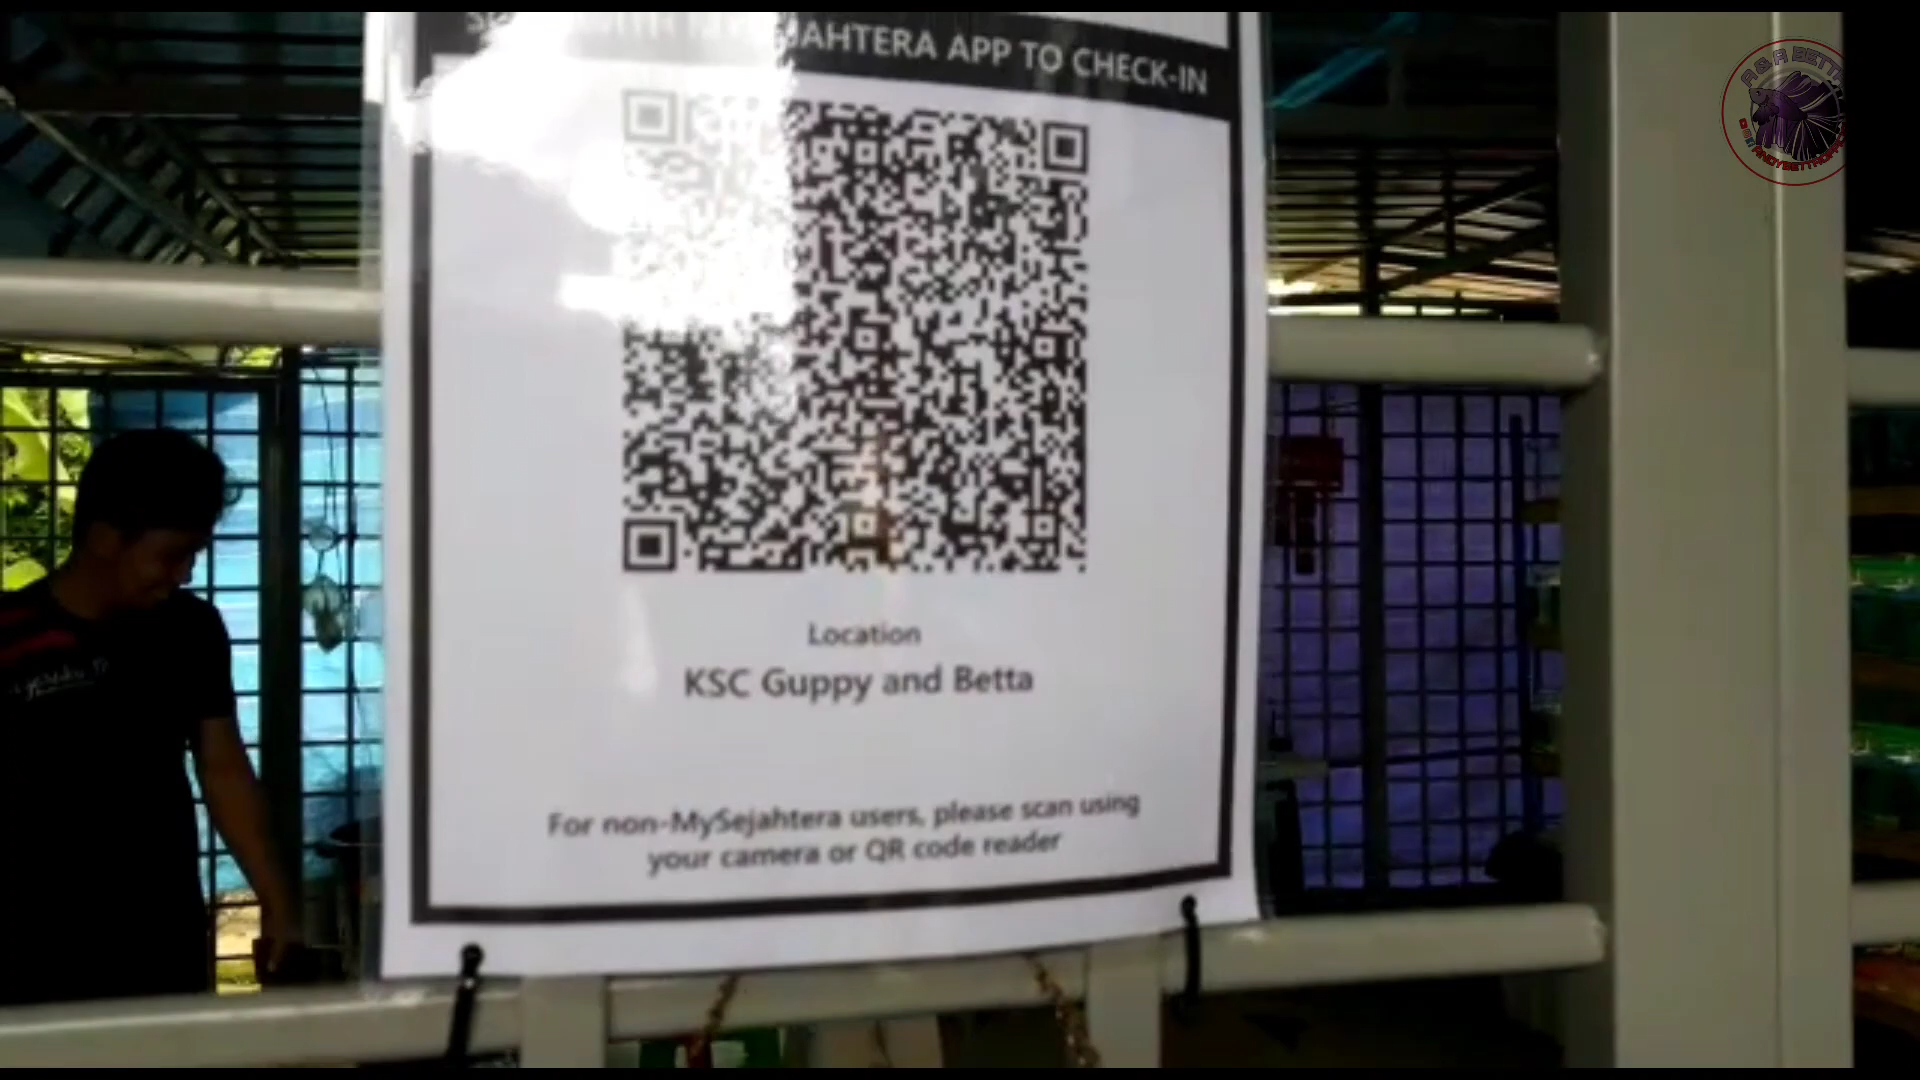 JAHTERA APP TO CHECK-IN
Location
KSC Guppy and Betta
For non-MySejahtera users, please scan using
your camera or QR code reader